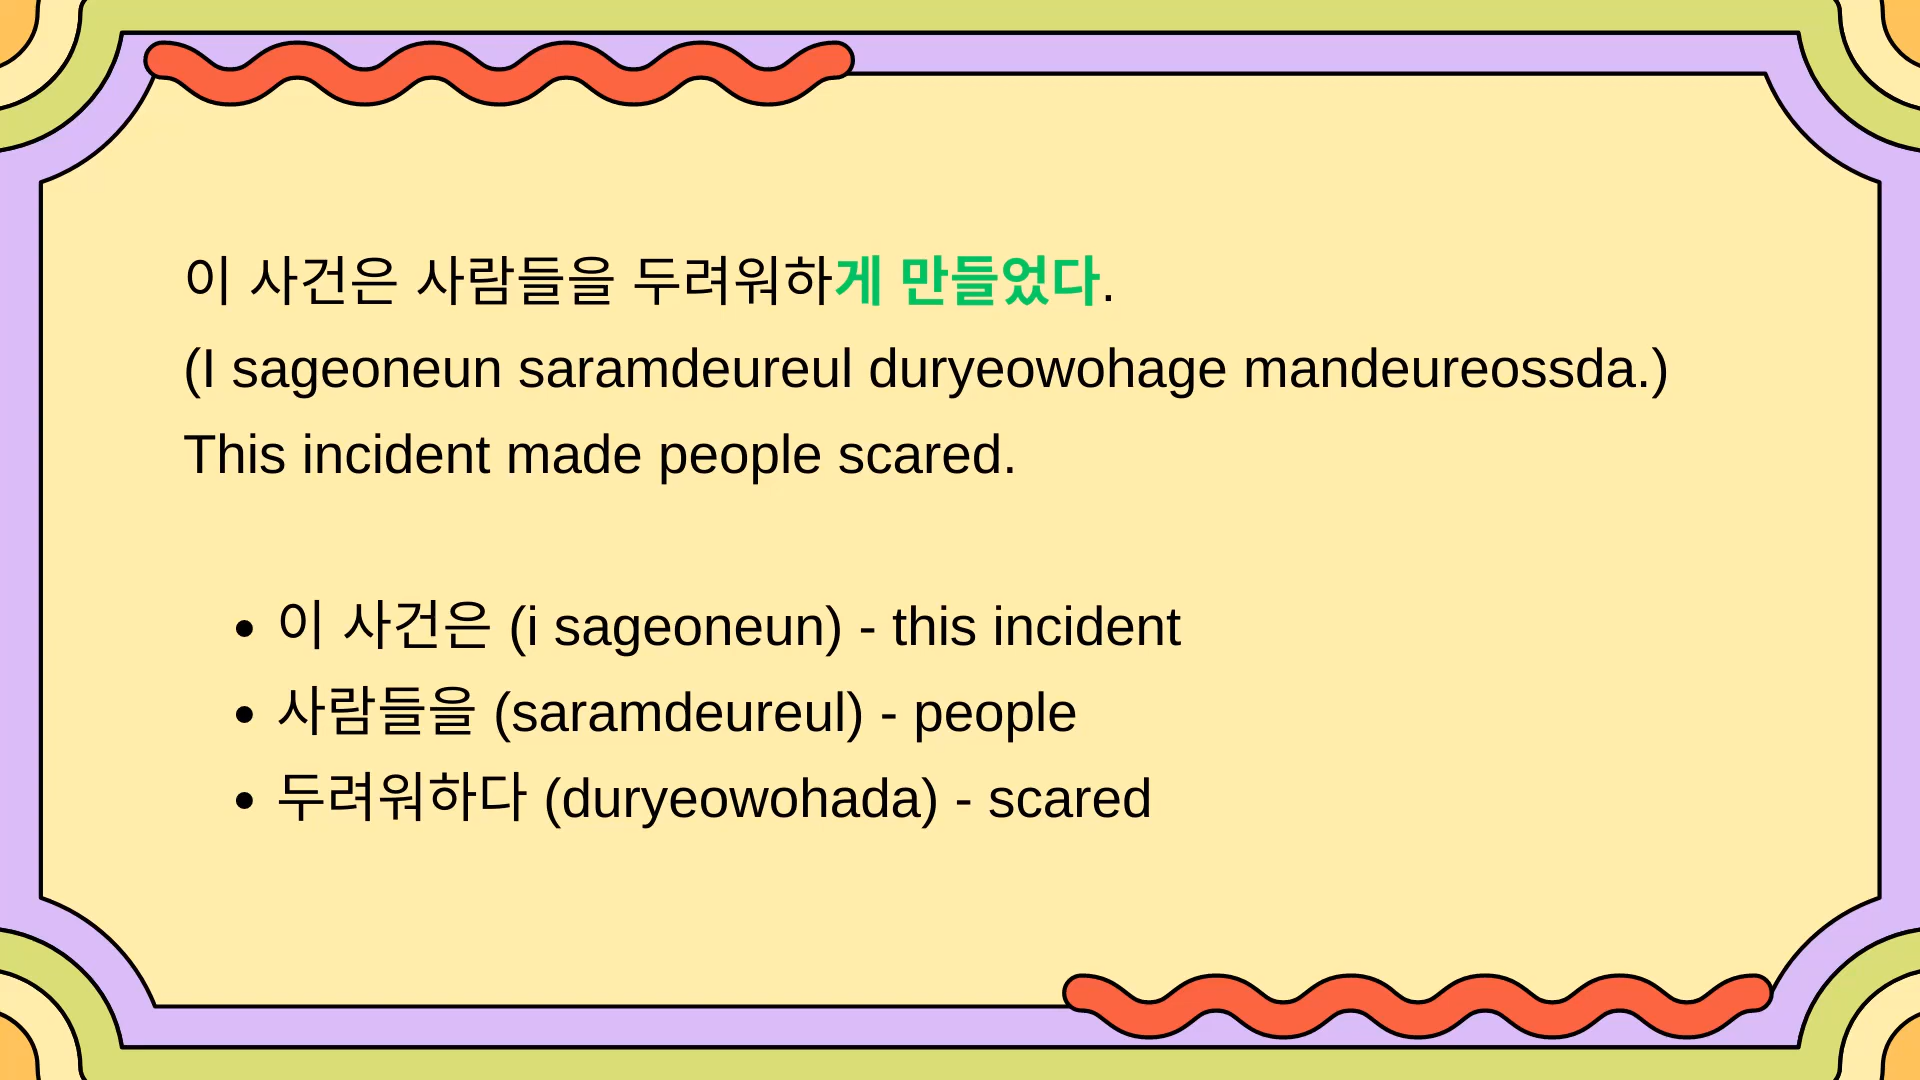 이 사건은 사람들을 두려워하게 만들었다.
(I sageoneun saramdeureul duryeowohage mandeureossda.)
This incident made people scared.
• 이 사건은 (i sageoneun) - this incident
• 사람들을 (saramdeureul) - people
• 두려워하다 (duryeowohada) - scared